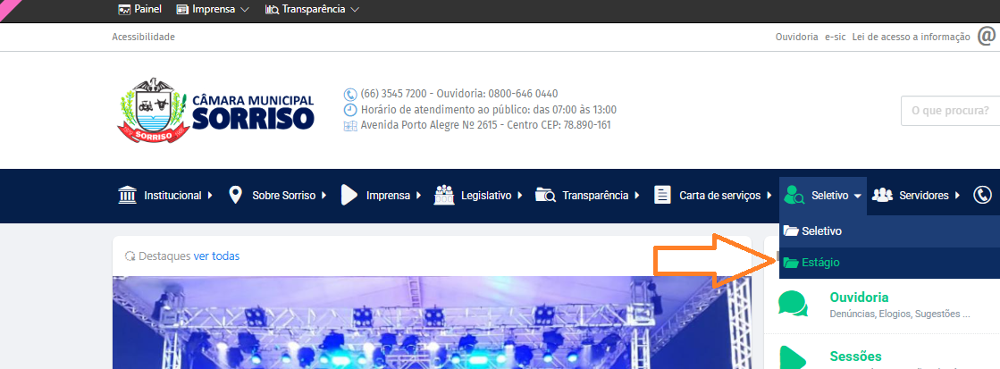 Painel Imprensa Transparência
Acessibilidade
Ouvidoria e-sic Lei de acesso a informação @
CÂMARA MUNICIPAL
SORRISO
SORRISO
(66) 3545 7200 - Ouvidoria: 0800-646 0440
Horário de atendimento ao público: das 07:00 às 13:00
Avenida Porto Alegre Nº 2615 - Centro CEP: 78.890-161
O que procura?
Institucional Sobre Sorriso Imprensa Legislativo Transparência Carta de serviços Seletivo Servidores
Seletivo
Estágio
Destaques ver todas
Ouvidoria
Denúncias, Elogios, Sugestões ...
Sessões